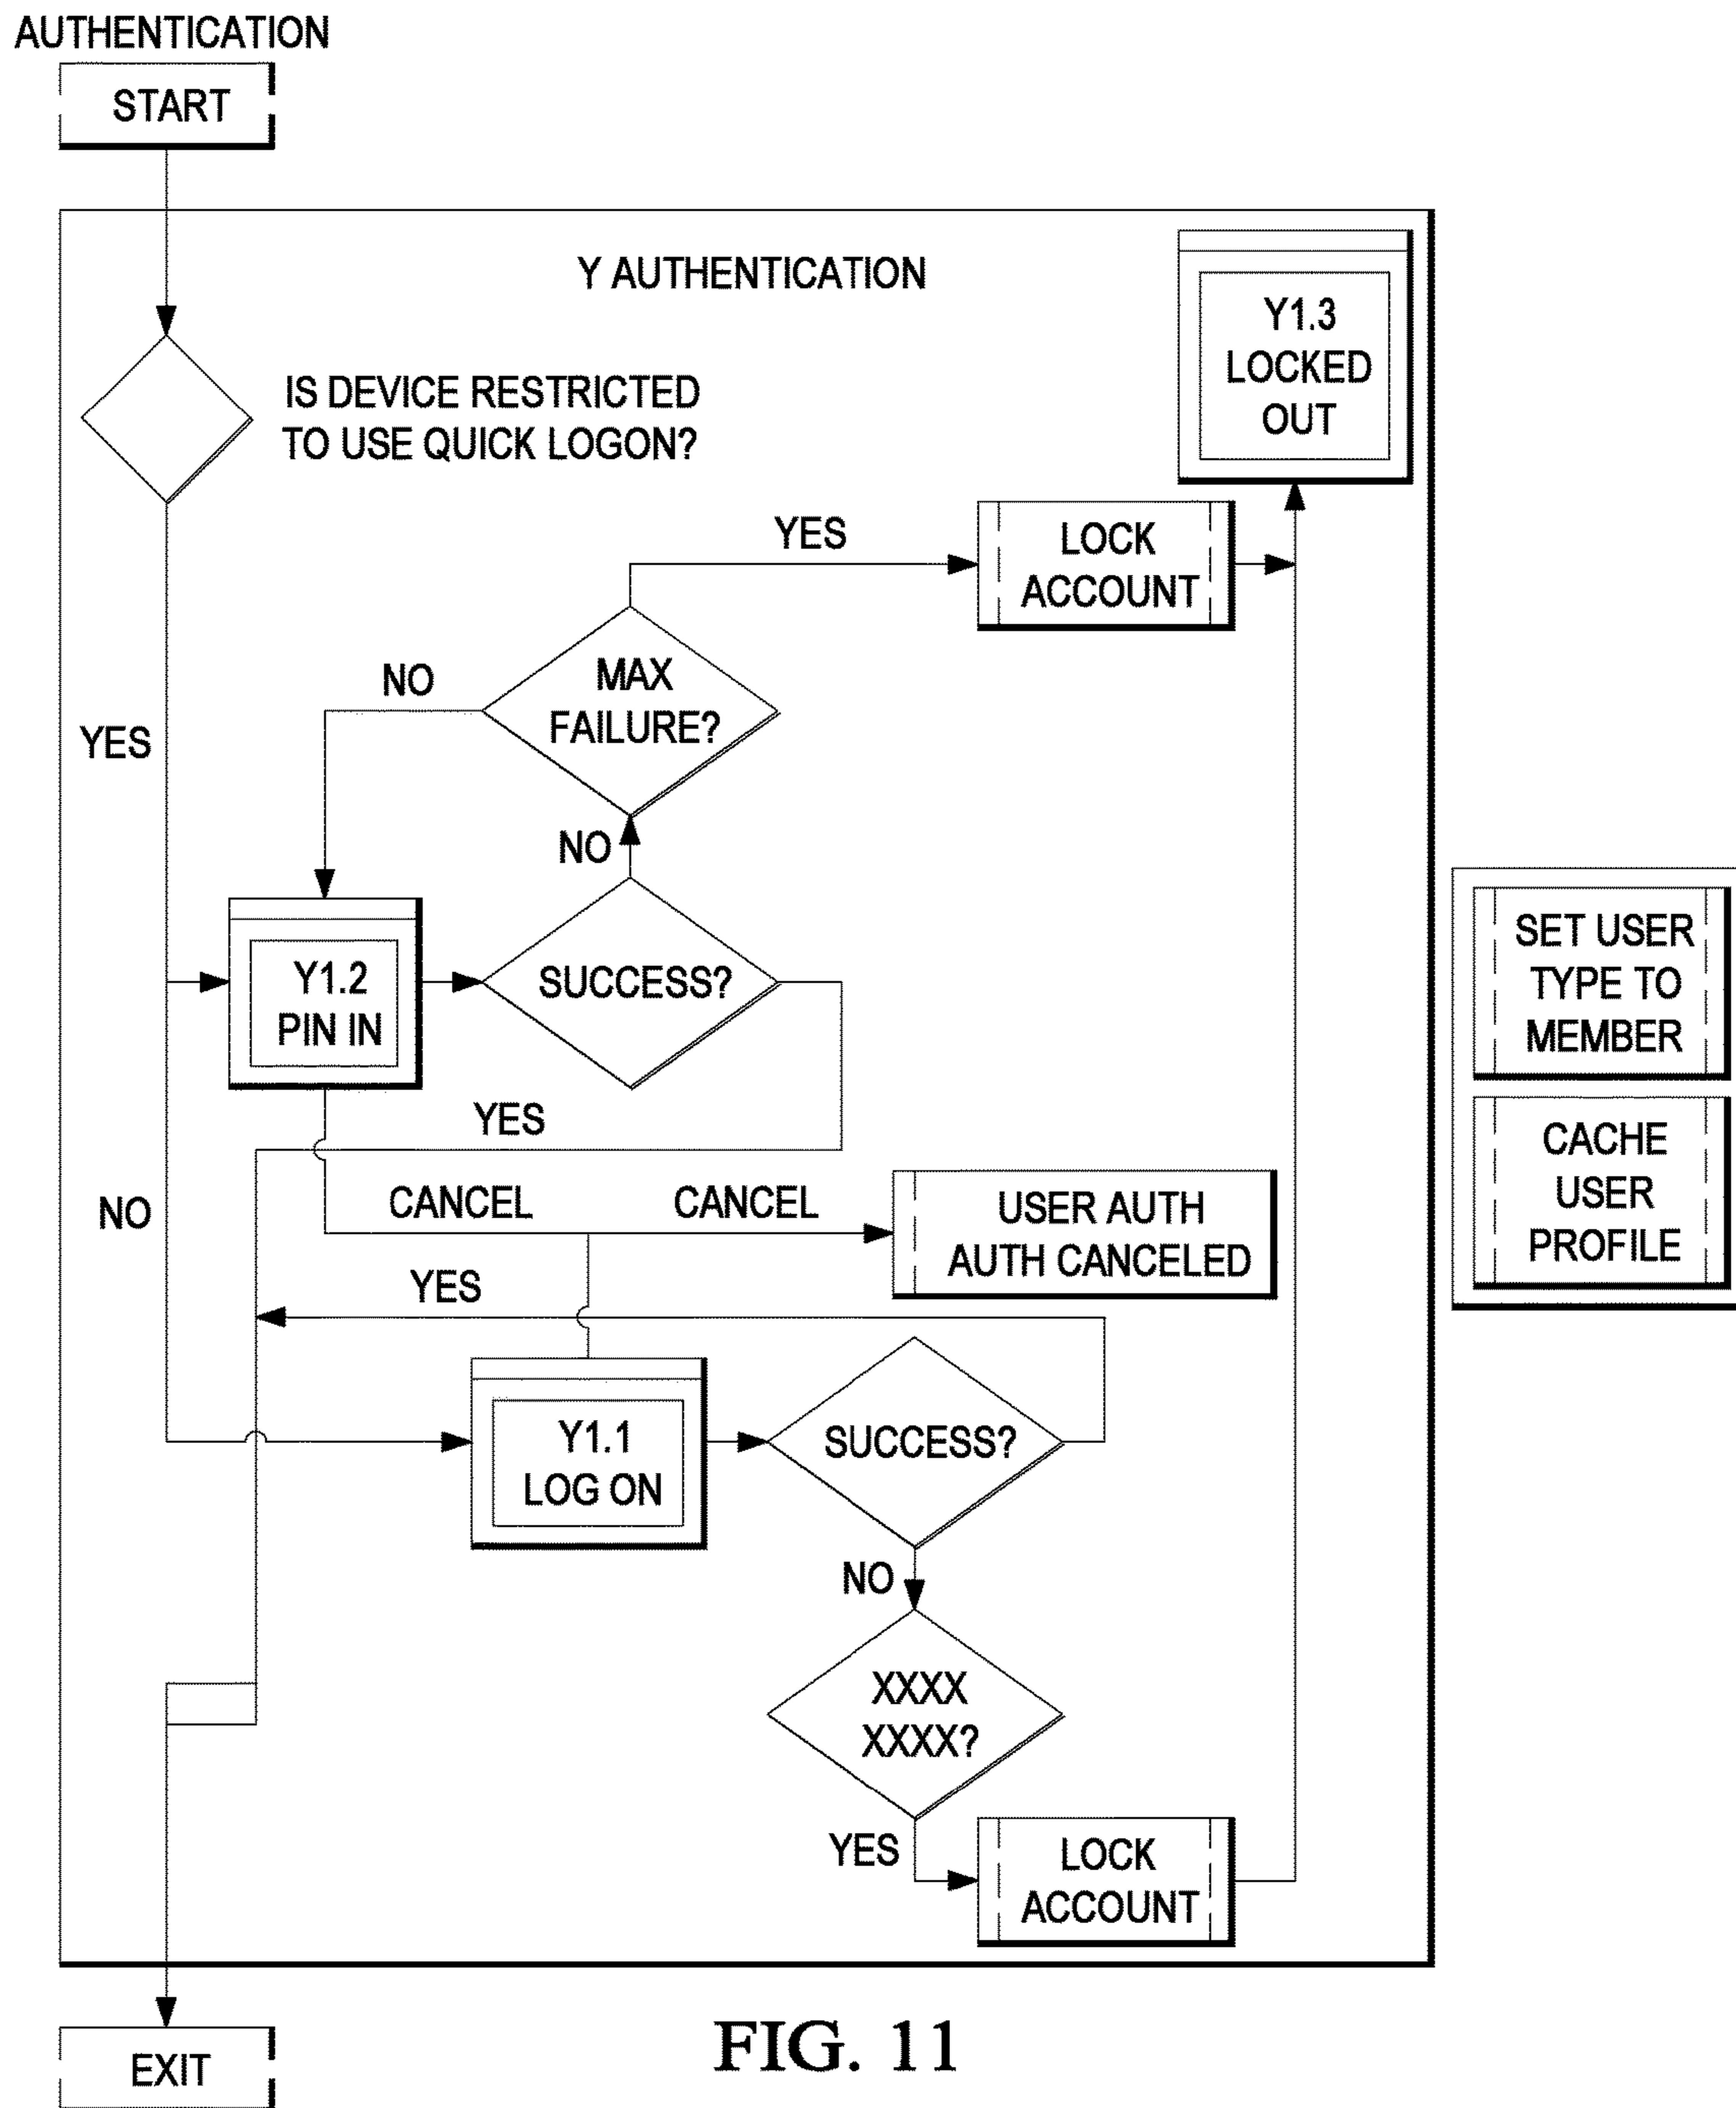 AUTHENTICATION
START
Y AUTHENTICATION
Y1.3
LOCKED
OUT
IS DEVICE RESTRICTED
TO USE QUICK LOGON?
YES
LOCK
ACCOUNT
NO
MAX
FAILURE?
YES
NO
Y1.2
PIN IN
SUCCESS?
SET USER
TYPE TO
MEMBER
YES
CACHE
USER
PROFILE
NO
CANCEL
CANCEL
USER AUTH
AUTH CANCELED
YES
Y1.1
LOG ON
SUCCESS?
NO
XXXX
XXXX?
YES
LOCK
ACCOUNT
EXIT
FIG. 11